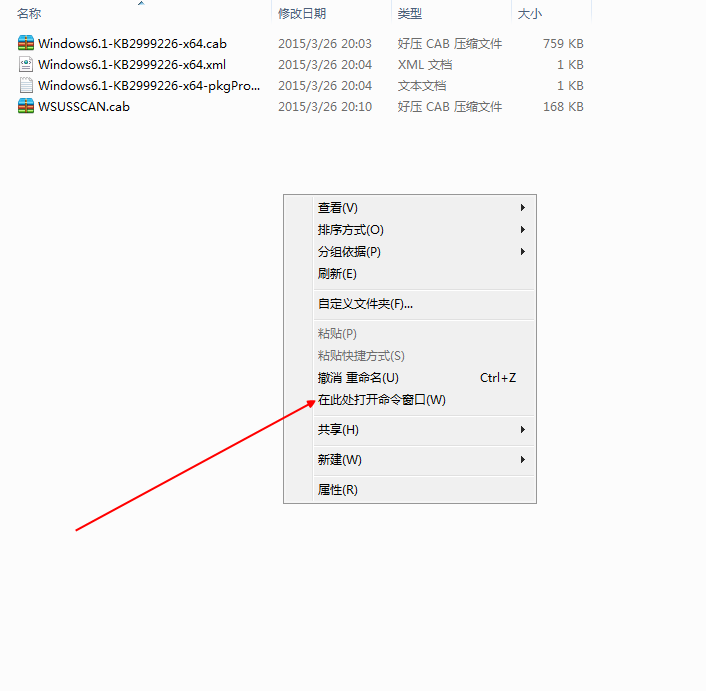 名称 修改日期 类型 大小
Windows6.1-KB2999226-x64.cab 2015/3/26 20:03 好压 CAB 压缩文件 759 KB
Windows6.1-KB2999226-x64.xml 2015/3/26 20:04 XML 文档 1 KB
Windows6.1-KB2999226-x64-pkgPro... 2015/3/26 20:04 文本文档 1 KB
WSUSSCAN.cab 2015/3/26 20:10 好压 CAB 压缩文件 168 KB
查看(V)
排序方式(O)
分组依据(P)
刷新(E)
自定义文件夹(F)...
粘贴(P)
粘贴快捷方式(S)
撤消 重命名(U) Ctrl+Z
在此处打开命令窗口(W)
共享(H)
新建(W)
属性(R)